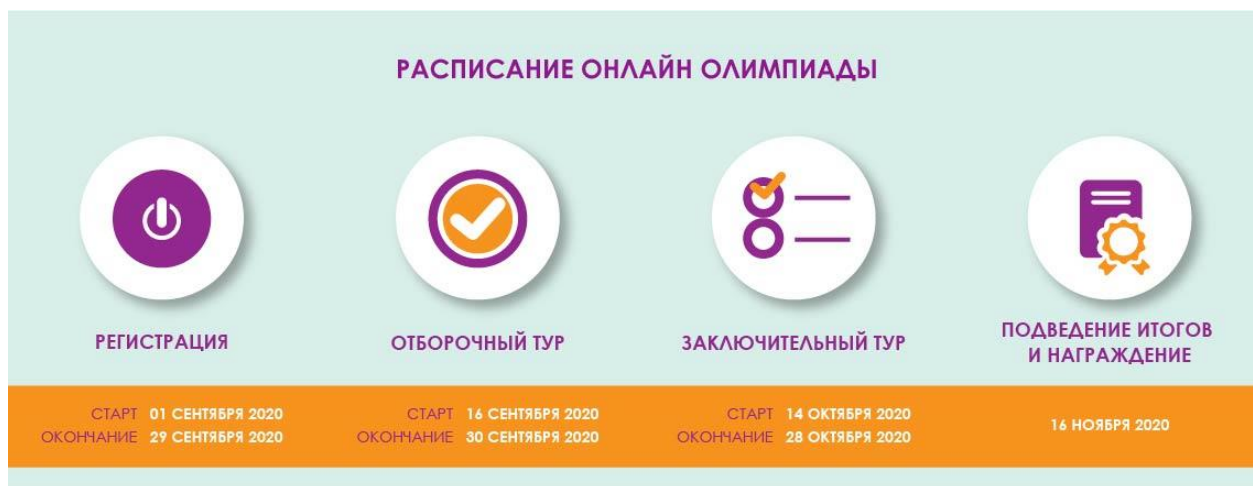 РАСПИСАНИЕ ОНЛАЙН ОЛИМПИАДЫ
РЕГИСТРАЦИЯ
СТАРТ 01 СЕНТЯБРЯ 2020
ОКОНЧАНИЕ 29 СЕНТЯБРЯ 2020
ОТБОРОЧНЫЙ ТУР
СТАРТ 16 СЕНТЯБРЯ 2020
ОКОНЧАНИЕ 30 СЕНТЯБРЯ 2020
ЗАКЛЮЧИТЕЛЬНЫЙ ТУР
СТАРТ 14 ОКТЯБРЯ 2020
ОКОНЧАНИЕ 28 ОКТЯБРЯ 2020
ПОДВЕДЕНИЕ ИТОГОВ
И НАГРАЖДЕНИЕ
16 НОЯБРЯ 2020